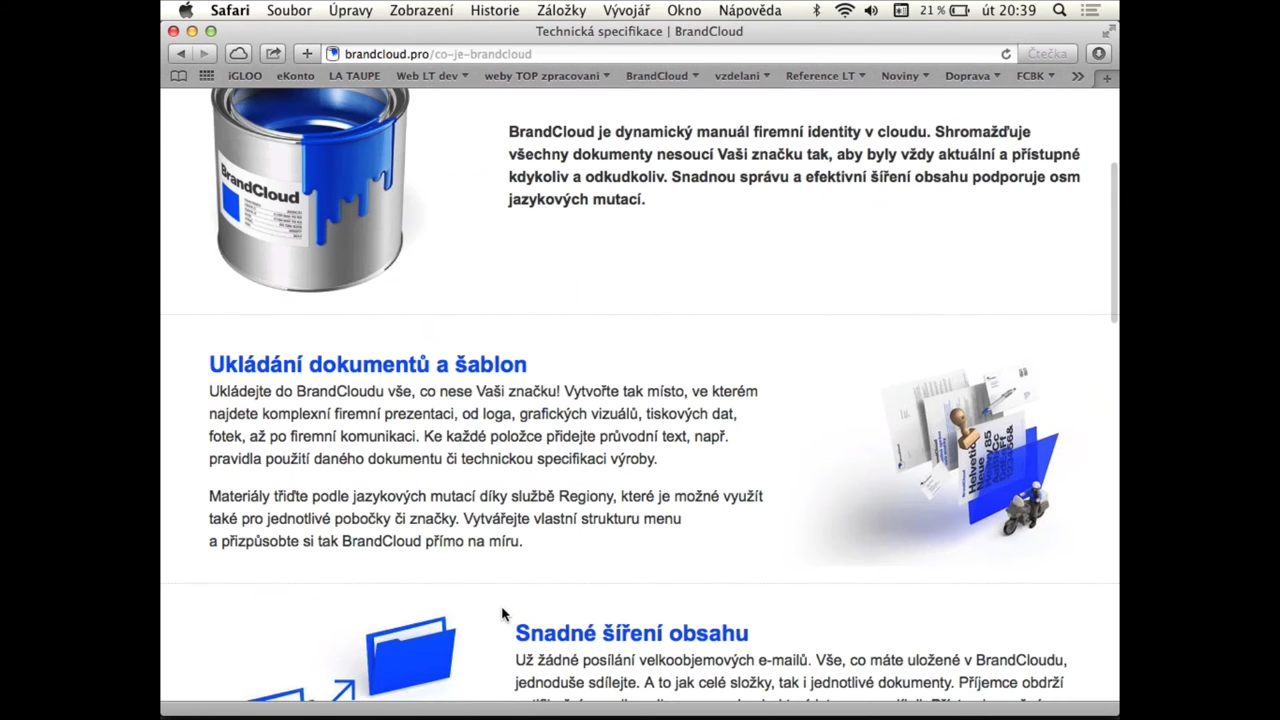 Safari Soubor Úpravy Zobrazení Historie Záložky Vývojář Okno Nápověda 21 % út 20:39
Technická specifikace | BrandCloud
brandcloud.pro/co-je-brandcloud Čtečka
iGLOO eKonto LA TAUPE Web LT dev weby TOP zpracovani BrandCloud vzdelani Reference LT Noviny Doprava FCBK
BrandCloud
BrandCloud je dynamický manuál firemní identity v cloudu. Shromažďuje
všechny dokumenty nesoucí Vaši značku tak, aby byly vždy aktuální a přístupné
kdykoliv a odkudkoliv. Snadnou správu a efektivní šíření obsahu podporuje osm
jazykových mutací.
Ukládání dokumentů a šablon
Ukládejte do BrandCloudu vše, co nese Vaši značku! Vytvořte tak místo, ve kterém
najdete komplexní firemní prezentaci, od loga, grafických vizuálů, tiskových dat,
fotek, až po firemní komunikaci. Ke každé položce přidejte průvodní text, např.
pravidla použití daného dokumentu či technickou specifikaci výroby.
Materiály třiďte podle jazykových mutací díky službě Regiony, které je možné využít
také pro jednotlivé pobočky či značky. Vytvářejte vlastní strukturu menu
a přizpůsobte si tak BrandCloud přímo na míru.
Snadné šíření obsahu
Už žádné posílání velkoobjemových e-mailů. Vše, co máte uložené v BrandCloudu,
jednoduše sdílejte. A to jak celé složky, tak i jednotlivé dokumenty. Příjemce obdrží